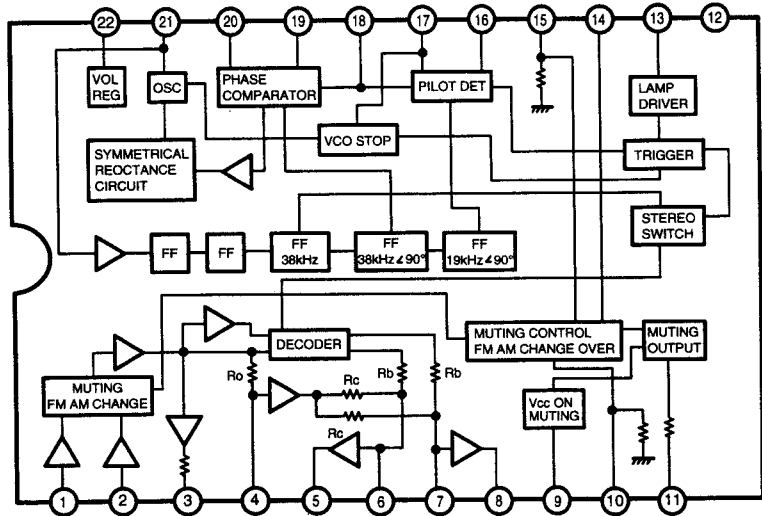 22 21 20 19 18 17 16 15 14 13 12
VOL
REG
OSC
PHASE
COMPARATOR
PILOT DET
LAMP
DRIVER
VCO STOP
TRIGGER
SYMMETRICAL
REOCTANCE
CIRCUIT
STEREO
SWITCH
FF
FF
FF
38kHz
FF
38kHz∠90°
FF
19kHz∠90°
DECODER
MUTING CONTROL
FM AM CHANGE OVER
MUTING
OUTPUT
MUTING
FM AM CHANGE
Ro
Rc
Rb
Rb
Rc
Vcc ON
MUTING
1 2 3 4 5 6 7 8 9 10 11